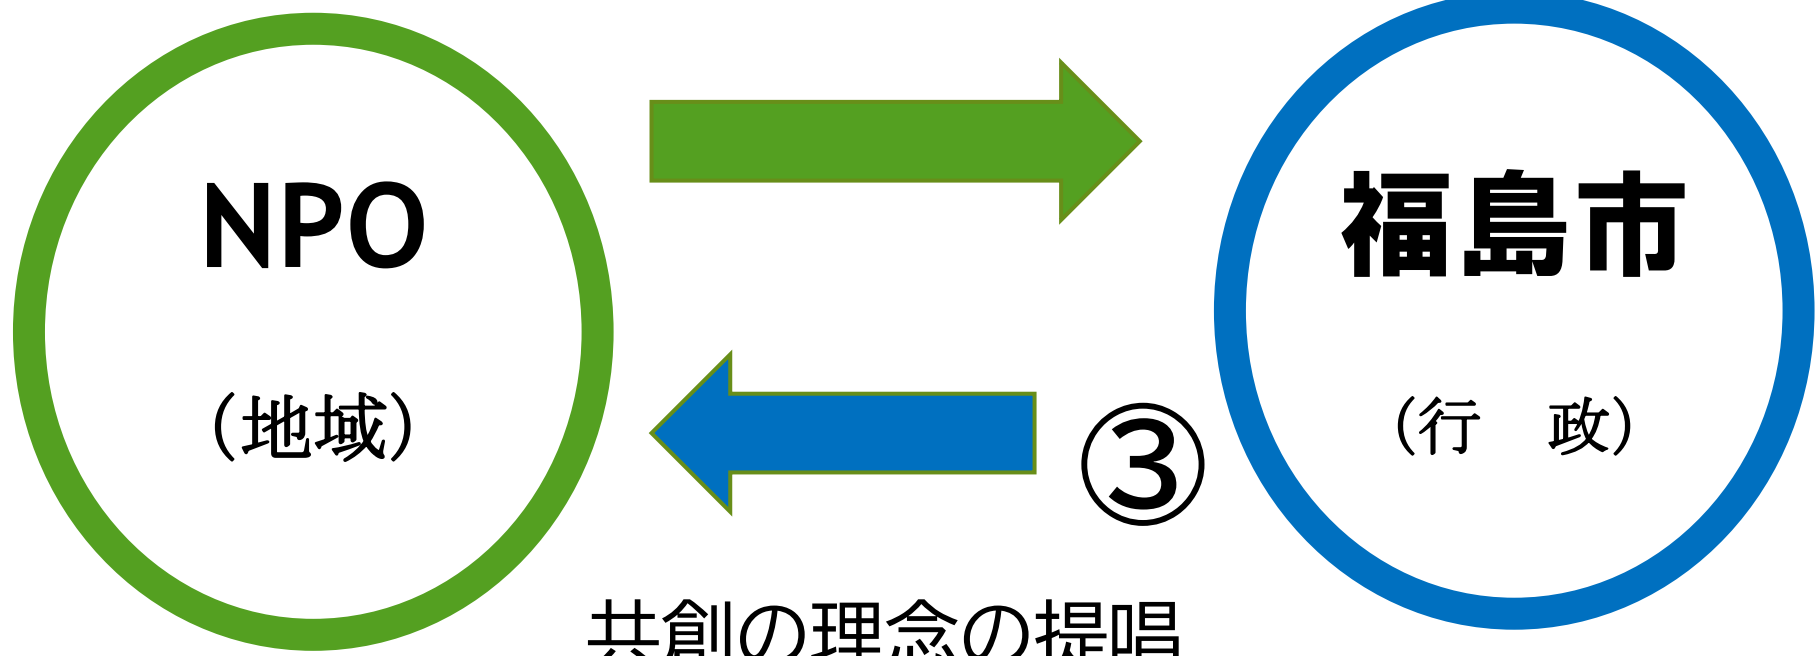 NPO
(地域)
福島市
(行　政)
③
共創の理念の提唱